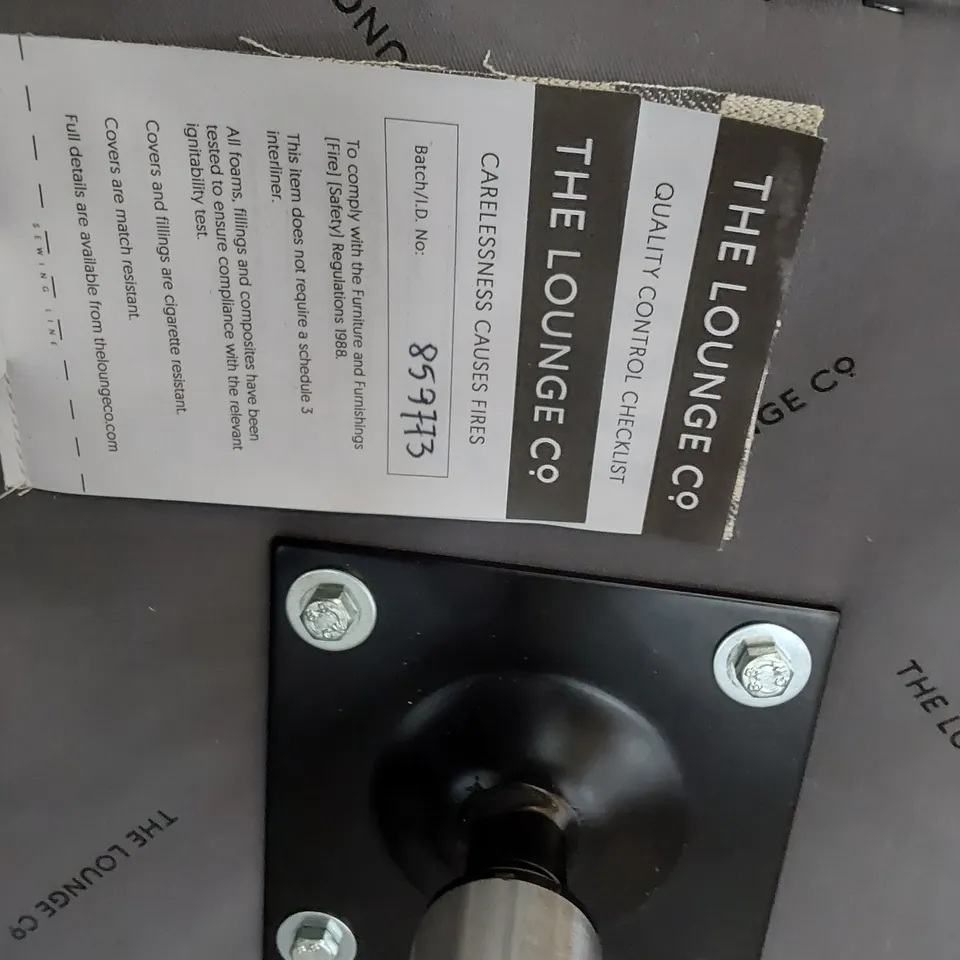 THE LOUNGE Co
QUALITY CONTROL CHECKLIST
THE LOUNGE Co
CARELESSNESS CAUSES FIRES
Batch/I.D. No: 859773
To comply with the Furniture and Furnishings
[Fire] [Safety] Regulations 1988.
This item does not require a schedule 3
interliner.
All foams, fillings and composites have been
tested to ensure compliance with the relevant
ignitability test.
Covers and fillings are cigarette resistant.
Covers are match resistant.
Full details are available from theloungeco.com
SEWING LINE
GE Co
THE LO
THE LOUNGE Co